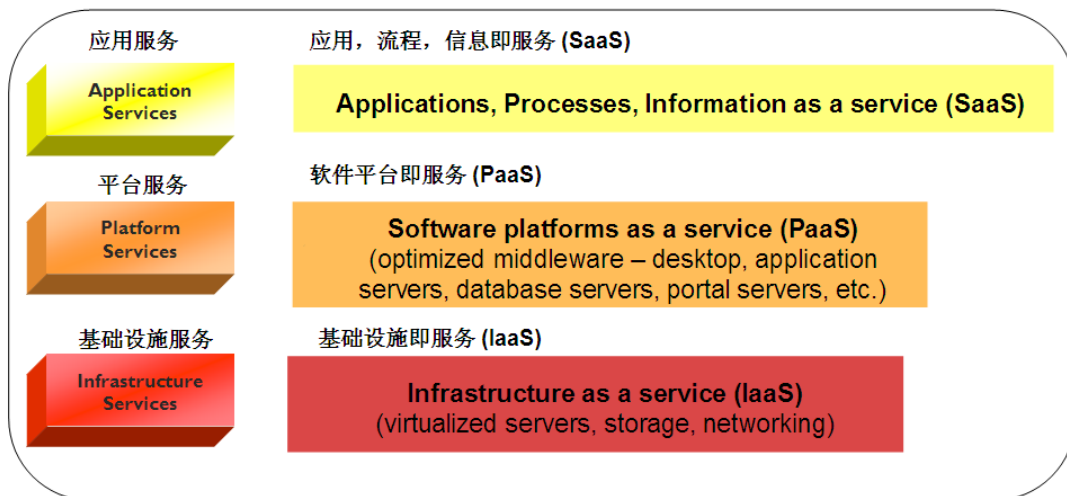 应用服务
应用，流程，信息即服务 (SaaS)
Application
Services
Applications, Processes, Information as a service (SaaS)
平台服务
软件平台即服务 (PaaS)
Platform
Services
Software platforms as a service (PaaS)
(optimized middleware – desktop, application
servers, database servers, portal servers, etc.)
基础设施服务
基础设施即服务 (IaaS)
Infrastructure
Services
Infrastructure as a service (IaaS)
(virtualized servers, storage, networking)